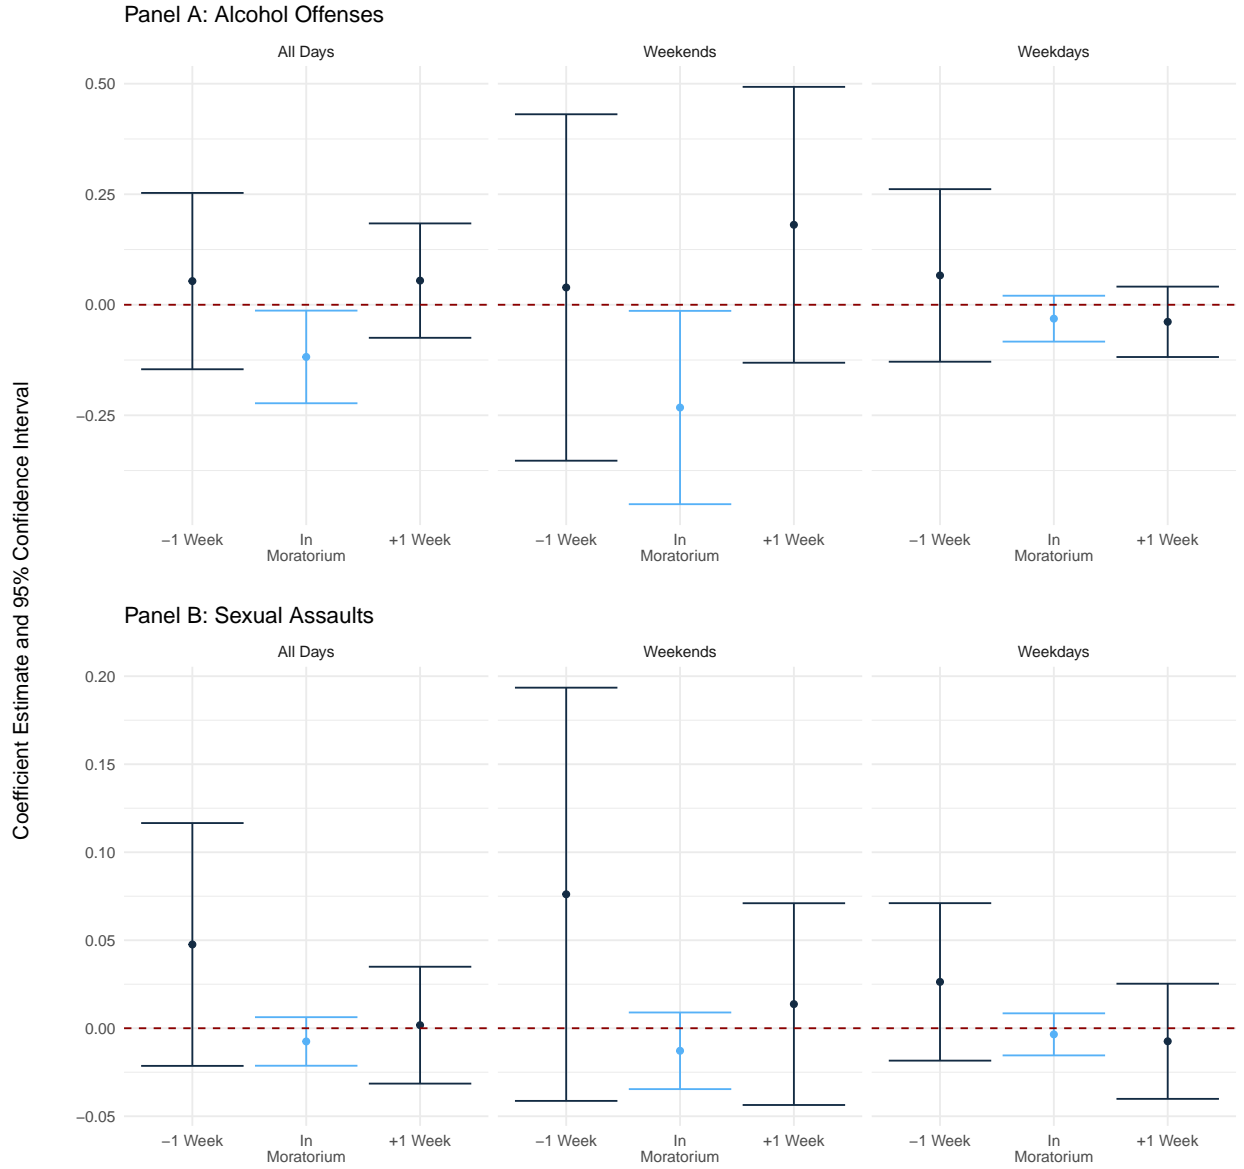 Panel A: Alcohol Offenses
All Days
Weekends
Weekdays
0.50
0.25
0.00
−0.25
−1 Week
In
Moratorium
+1 Week
−1 Week
In
Moratorium
+1 Week
−1 Week
In
Moratorium
+1 Week
Coefficient Estimate and 95% Confidence Interval
Panel B: Sexual Assaults
All Days
Weekends
Weekdays
0.20
0.15
0.10
0.05
0.00
−0.05
−1 Week
In
Moratorium
+1 Week
−1 Week
In
Moratorium
+1 Week
−1 Week
In
Moratorium
+1 Week